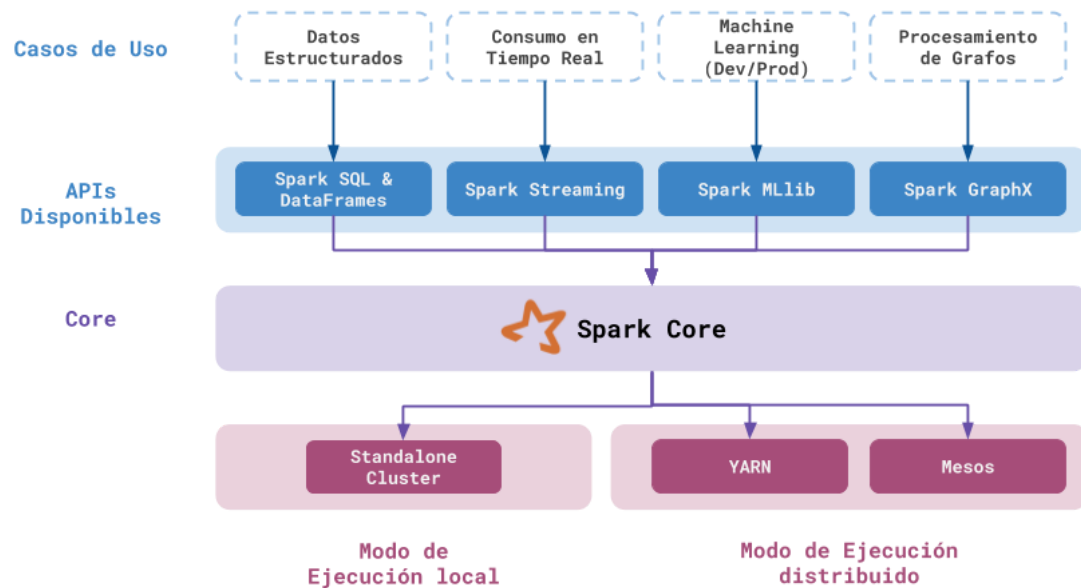 Casos de Uso
Datos
Estructurados
Consumo en
Tiempo Real
Machine
Learning
(Dev/Prod)
Procesamiento
de Grafos
APIs
Disponibles
Spark SQL &
DataFrames
Spark Streaming
Spark MLlib
Spark GraphX
Core
Spark Core
Standalone
Cluster
YARN
Mesos
Modo de
Ejecución local
Modo de Ejecución
distribuido